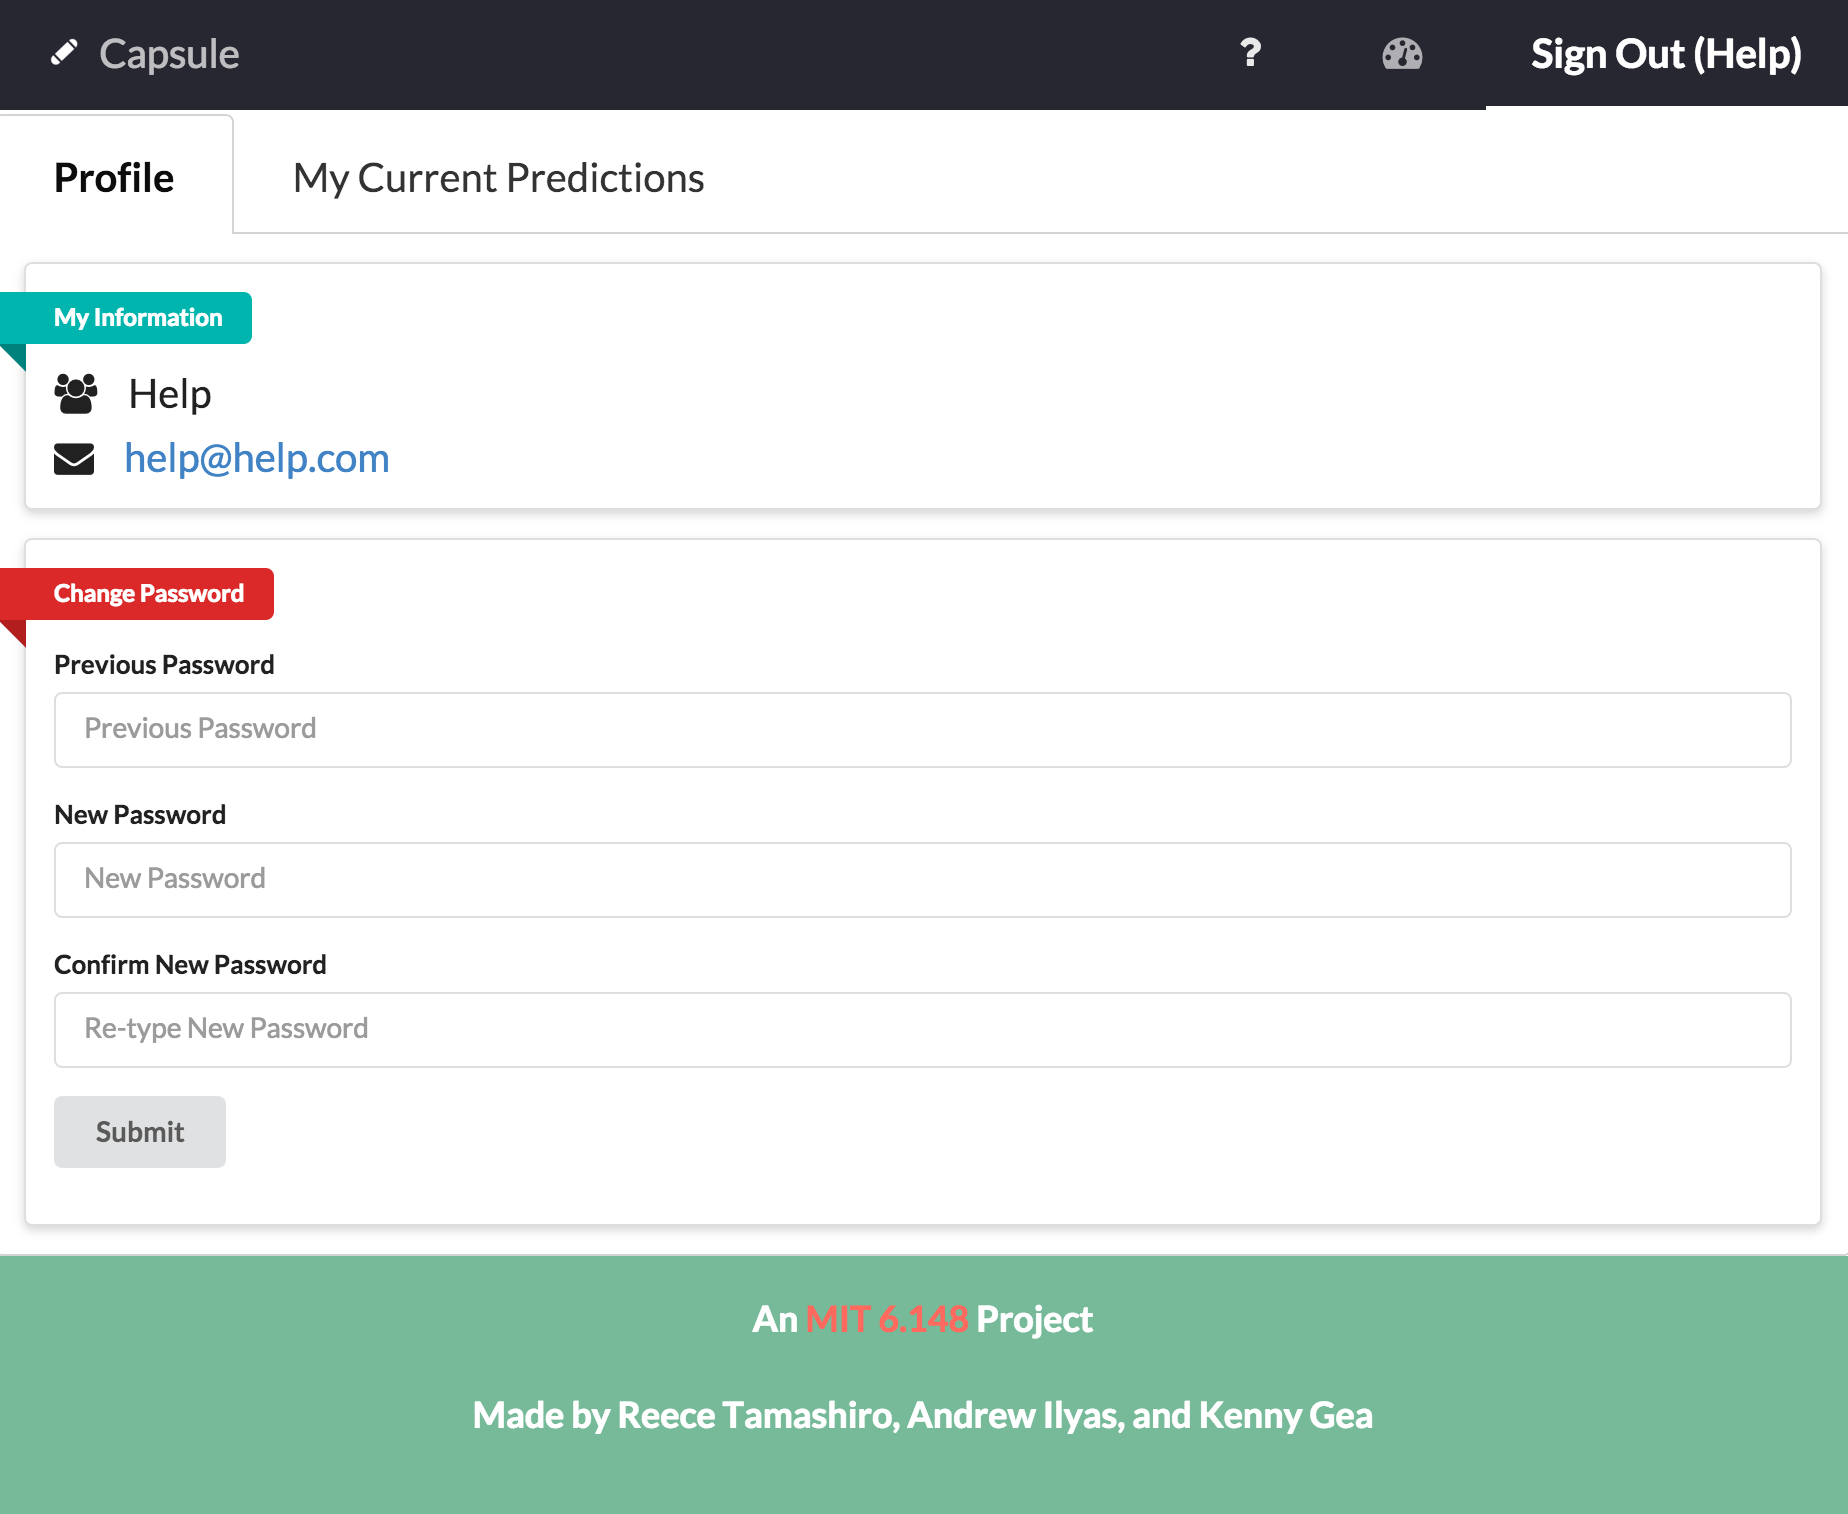 Capsule
?
Sign Out (Help)
Profile
My Current Predictions
My Information
Help
help@help.com
Change Password
Previous Password
Previous Password
New Password
New Password
Confirm New Password
Re-type New Password
Submit
An MIT 6.148 Project
Made by Reece Tamashiro, Andrew Ilyas, and Kenny Gea